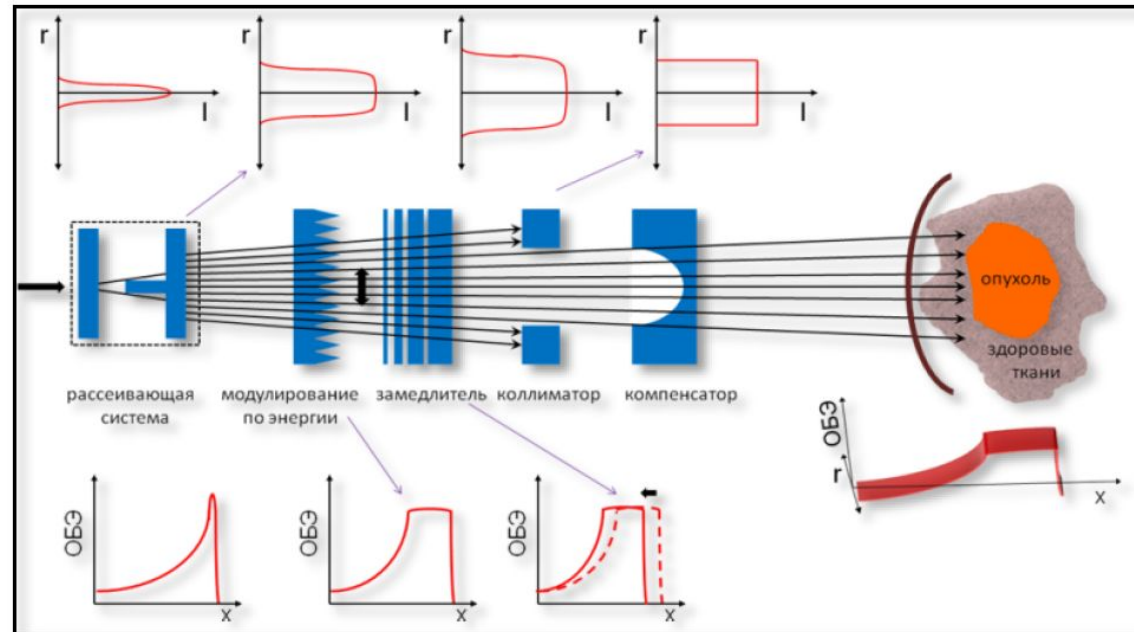 r
r
r
r
I
I
I
I
опухоль
здоровые
ткани
рассеивающая
система
модулирование
по энергии
замедлитель
коллиматор
компенсатор
ОБЭ
r
x
ОБЭ
x
ОБЭ
x
ОБЭ
x